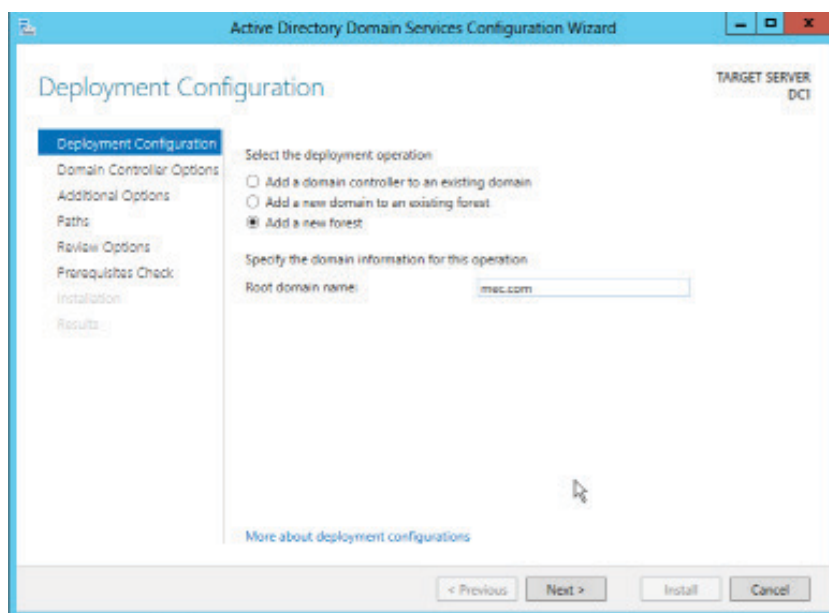 Active Directory Domain Services Configuration Wizard
Deployment Configuration
TARGET SERVER
DC1
Deployment Configuration
Domain Controller Options
Additional Options
Paths
Review Options
Prerequisites Check
Installation
Results
Select the deployment operation
Add a domain controller to an existing domain
Add a new domain to an existing forest
Add a new forest
Specify the domain information for this operation
Root domain name:
mec.com
More about deployment configurations
< Previous
Next >
Install
Cancel